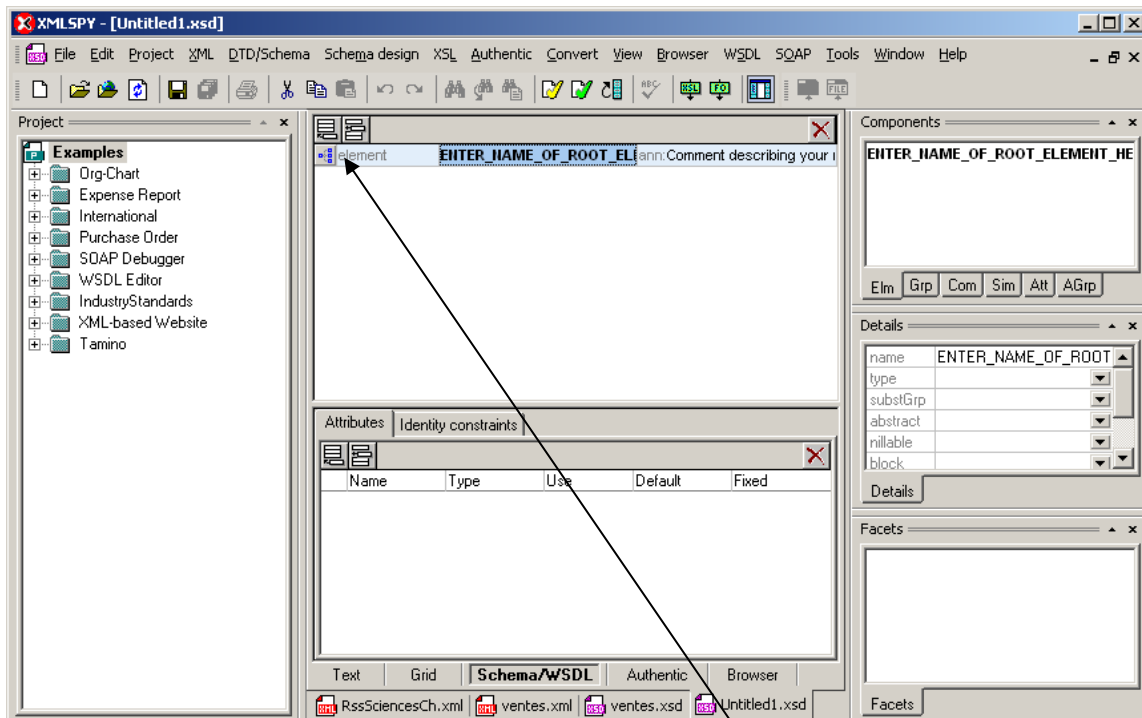 XMLSPY - [Untitled1.xsd]
File Edit Project XML DTD/Schema Schema design XSL Authentic Convert View Browser WSDL SOAP Tools Window Help
Project
Examples
Org-Chart
Expense Report
International
Purchase Order
SOAP Debugger
WSDL Editor
IndustryStandards
XML-based Website
Tamino
element ENTER_NAME_OF_ROOT_EL ann:Comment describing your r
Attributes Identity constraints
Name Type Use Default Fixed
Text Grid Schema/WSDL Authentic Browser
RssSciencesCh.xml ventes.xml ventes.xsd Untitled1.xsd
Components
ENTER_NAME_OF_ROOT_ELEMENT_HE
Elm Grp Com Sim Att AGrp
Details
name ENTER_NAME_OF_ROOT
type
substGrp
abstract
nillable
block
Details
Facets
Facets